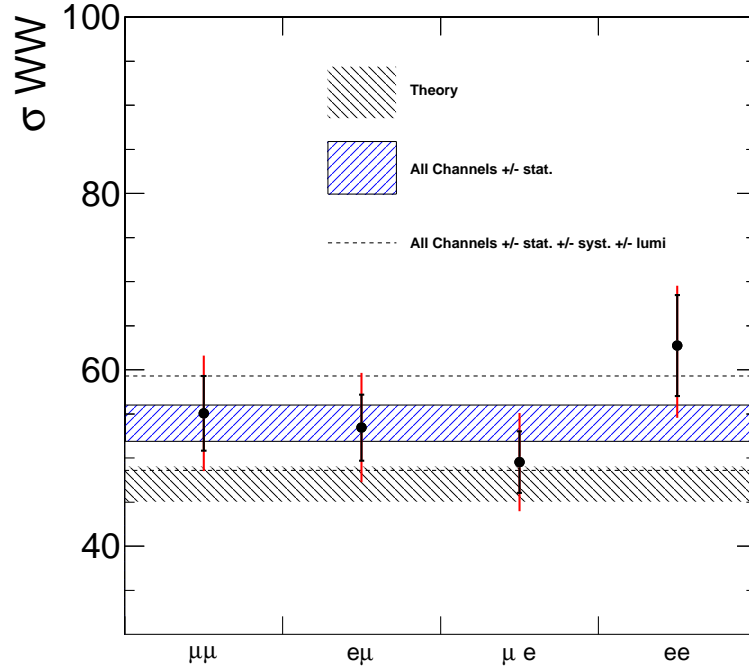 100
σ WW
Theory
All Channels +/- stat.
80
All Channels +/- stat. +/- syst. +/- lumi
60
40
μμ eμ μ e ee